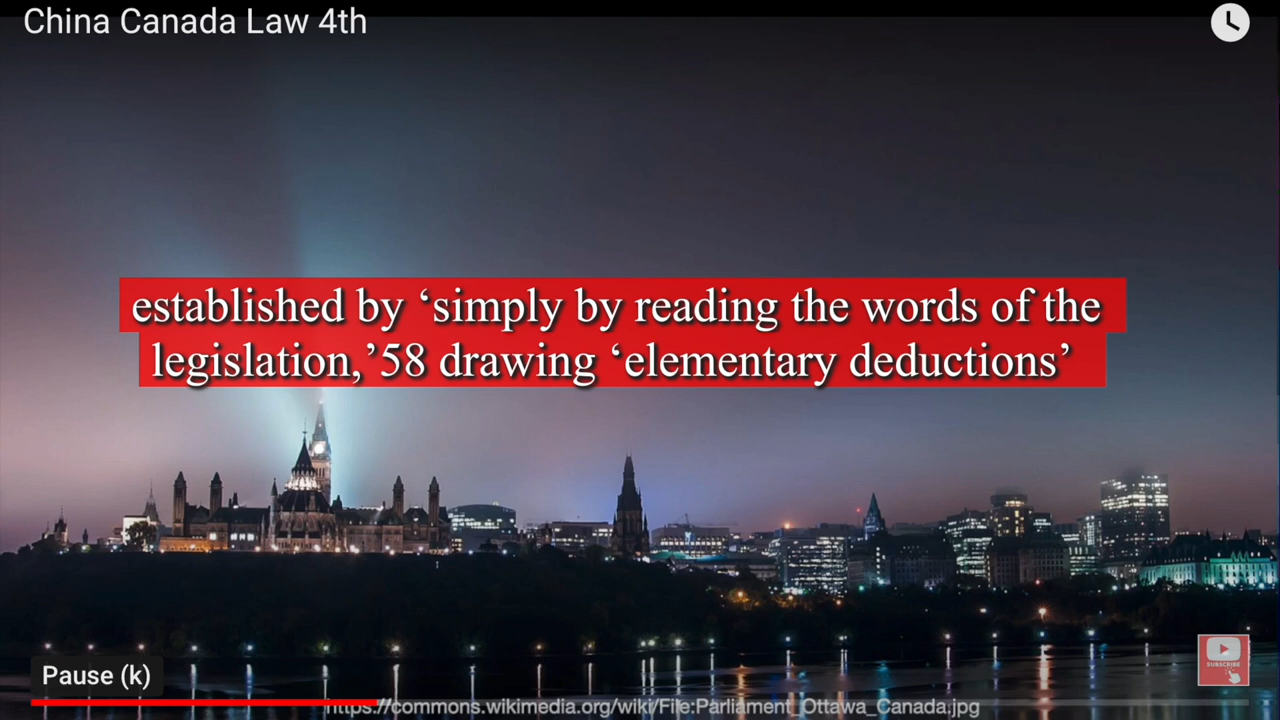 China Canada Law 4th
established by ‘simply by reading the words of the
legislation,’58 drawing ‘elementary deductions’
SUBSCRIBE
Pause (k)
https://commons.wikimedia.org/wiki/File:Parliament_Ottawa_Canada.jpg